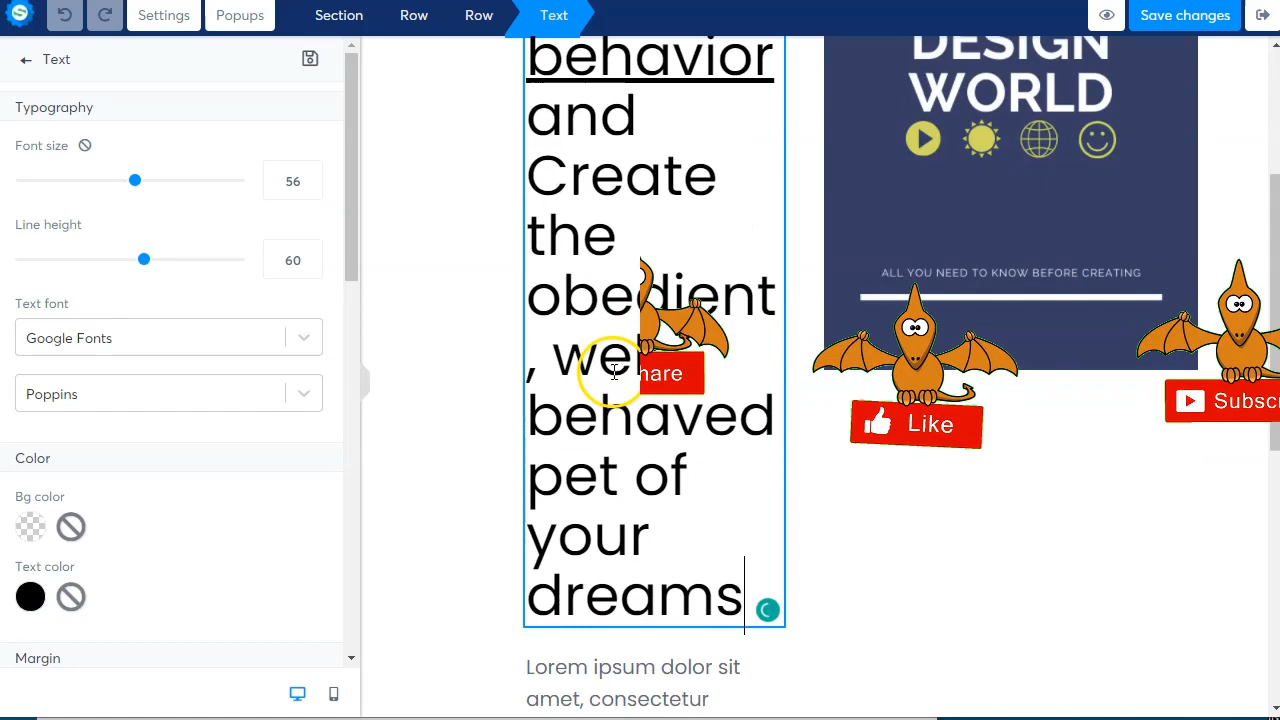 Settings
Popups
Section
Row
Row
Text
Save changes
Text
Typography
Font size
56
Line height
60
Text font
Google Fonts
Poppins
Color
Bg color
Text color
Margin
behavior
and
Create
the
obedient
, we
behaved
pet of
your
dreams
Lorem ipsum dolor sit
amet, consectetur
DESIGN
WORLD
ALL YOU NEED TO KNOW BEFORE CREATING
hare
Like
Subsc